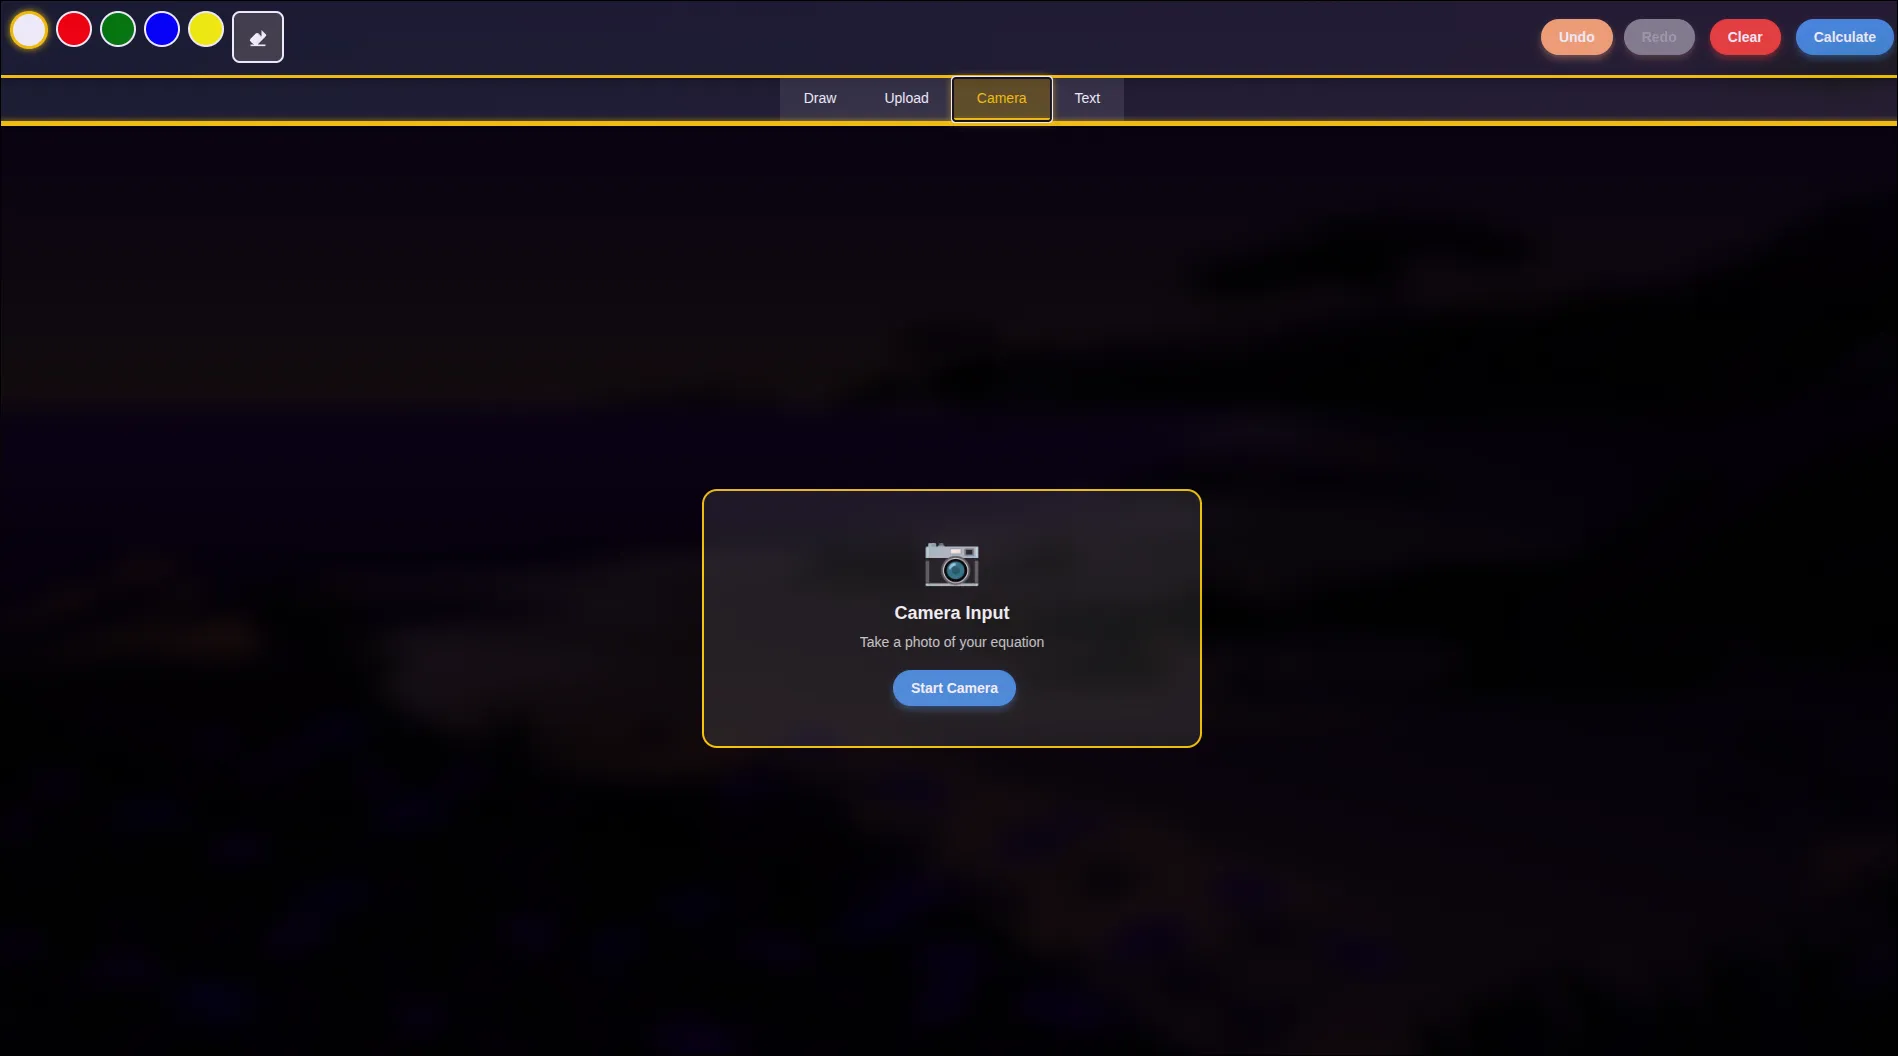 Undo Redo Clear Calculate
Draw Upload Camera Text
Camera Input
Take a photo of your equation
Start Camera